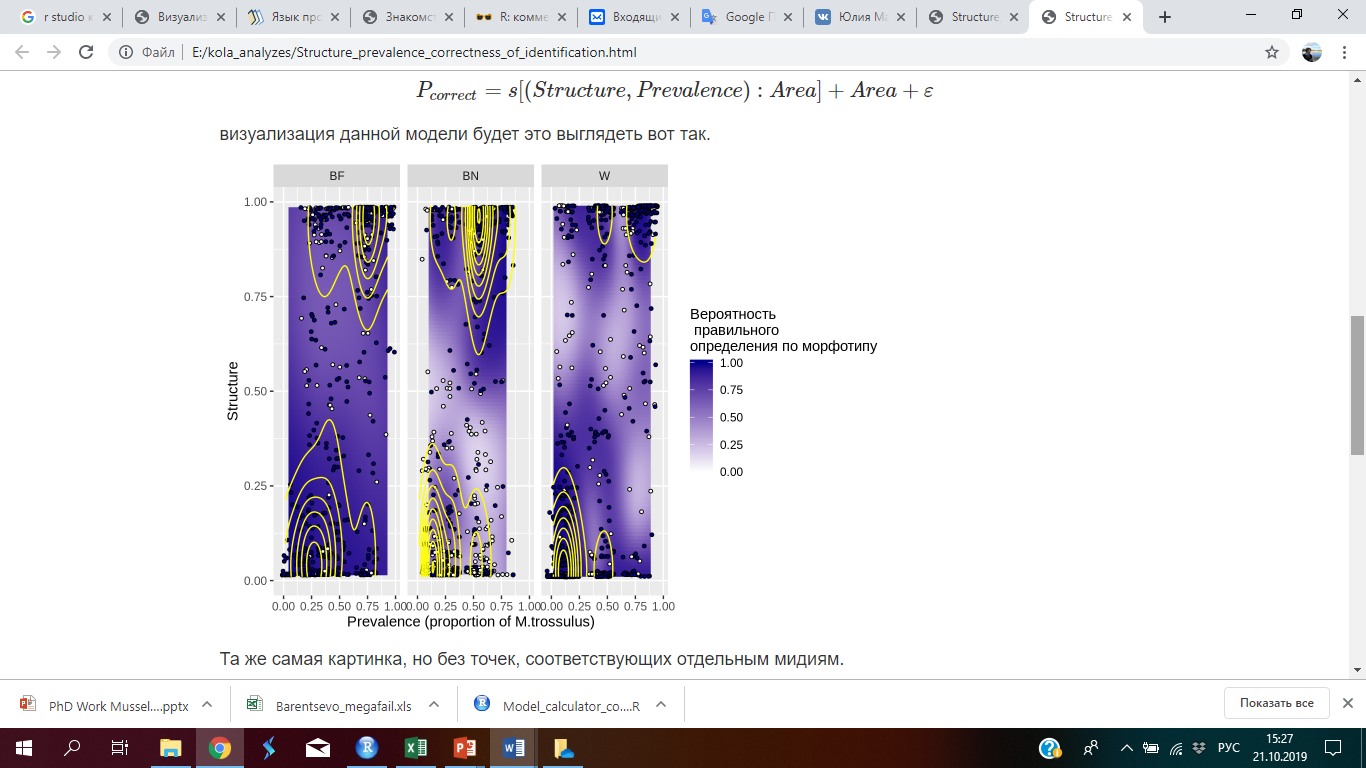 r studio к
Визуализ
Язык про
Знакомст
R: комме
Входящи
Google П
Юлия Ма
Structure
Structure
Файл
E:/kola_analyzes/Structure_prevalence_correctness_of_identification.html
P_correct = s[(Structure, Prevalence) : Area] + Area + ε
визуализация данной модели будет это выглядеть вот так.
BF
BN
W
1.00
0.75
0.50
0.25
0.00
Structure
0.00 0.25 0.50 0.75 1.00
0.00 0.25 0.50 0.75 1.00
0.00 0.25 0.50 0.75 1.00
Prevalence (proportion of M.trossulus)
Вероятность
правильного
определения по морфотипу
1.00
0.75
0.50
0.25
0.00
Та же самая картинка, но без точек, соответствующих отдельным мидиям.
PhD Work Mussel....pptx
Barentsevo_megafail.xls
Model_calculator_co....R
Показать все
РУС
15:27
21.10.2019